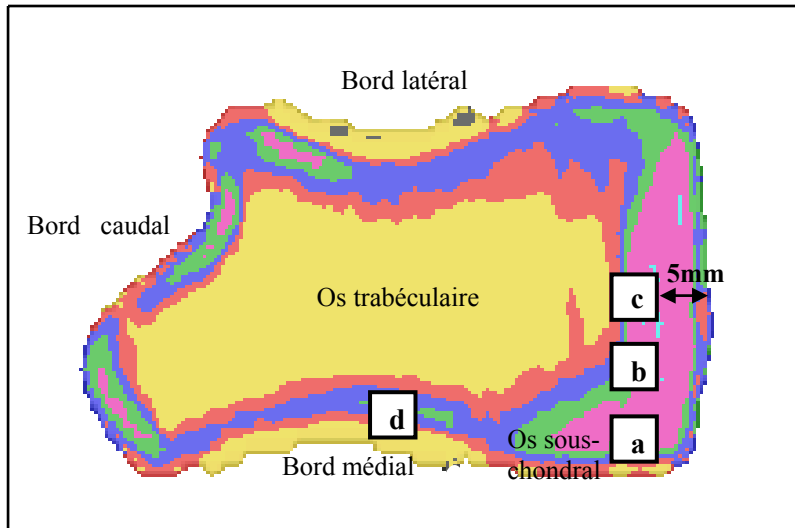 Bord latéral
Bord caudal
5mm
Os trabéculaire
c
b
d
a
Os sous-
chondral
Bord médial